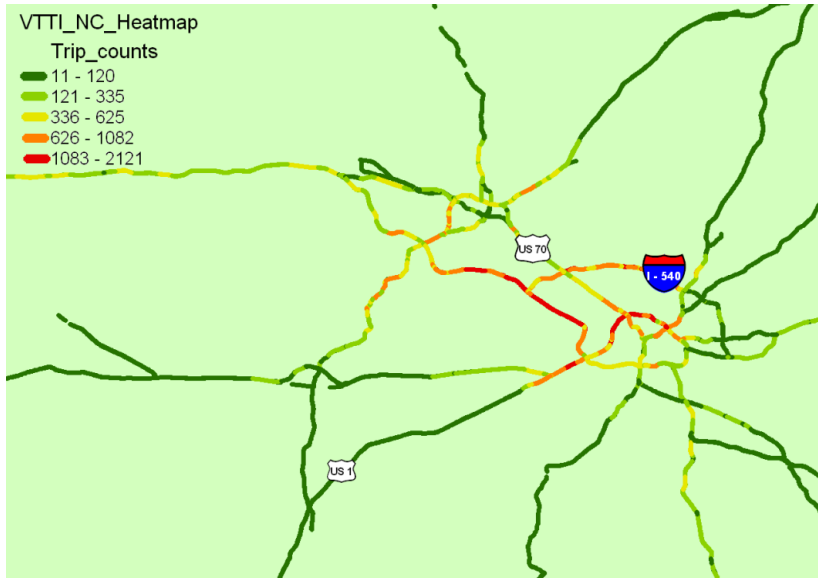 VTTI_NC_Heatmap
Trip_counts
11 - 120
121 - 335
336 - 625
626 - 1082
1083 - 2121
US 70
I - 540
US 1